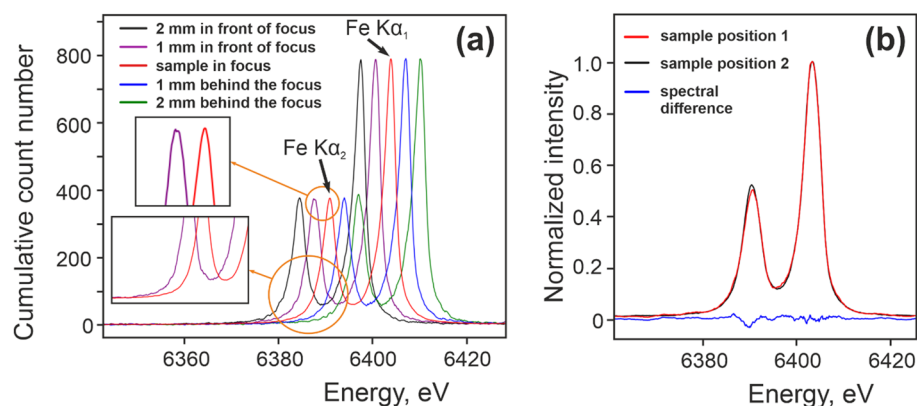 2 mm in front of focus
1 mm in front of focus
sample in focus
1 mm behind the focus
2 mm behind the focus
Fe Kα₁
(a)
Fe Kα₂
Cumulative count number
800
600
400
200
0
6360
6380
6400
6420
Energy, eV
sample position 1
sample position 2
spectral
difference
(b)
Normalized intensity
1.0
0.8
0.6
0.4
0.2
0
6380
6400
6420
Energy, eV